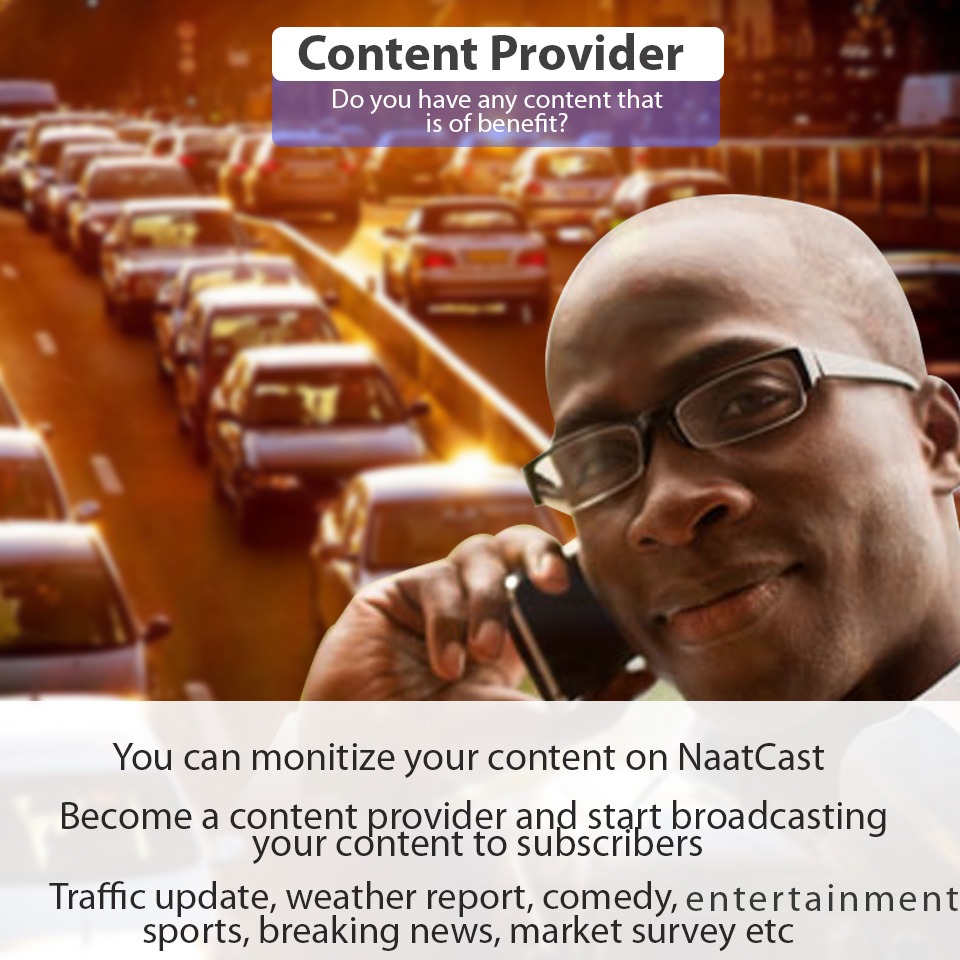 Content Provider
Do you have any content that
is of benefit?
You can monitize your content on NaatCast
Become a content provider and start broadcasting
your content to subscribers
Traffic update, weather report, comedy, entertainment
sports, breaking news, market survey etc